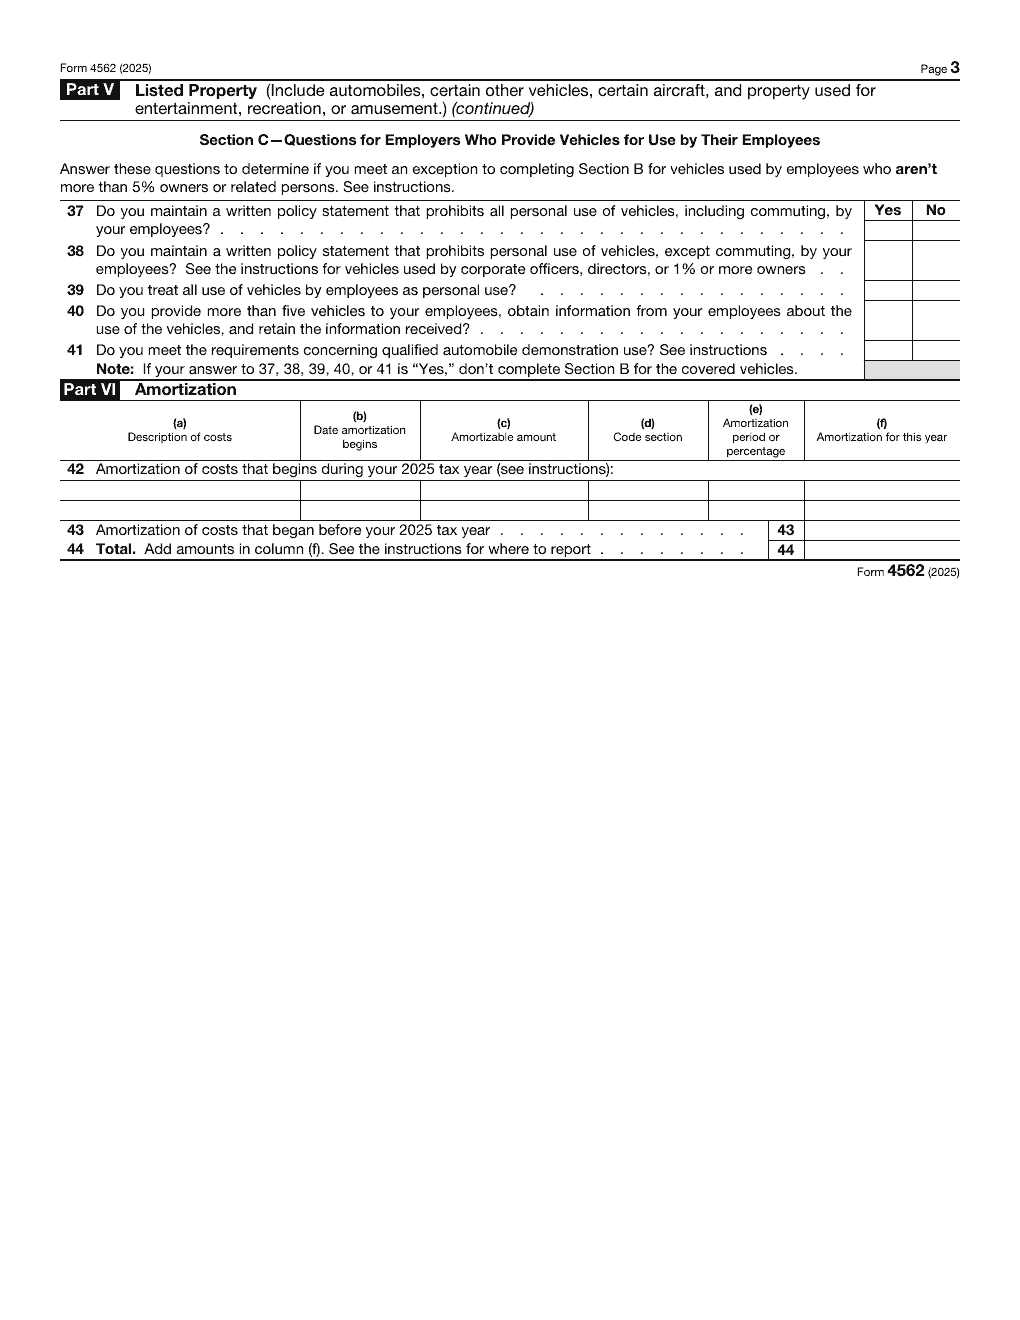 Form 4562 (2025) Page 3
Part V Listed Property (Include automobiles, certain other vehicles, certain aircraft, and property used for
entertainment, recreation, or amusement.) (continued)
Section C—Questions for Employers Who Provide Vehicles for Use by Their Employees
Answer these questions to determine if you meet an exception to completing Section B for vehicles used by employees who aren't
more than 5% owners or related persons. See instructions.
37 Do you maintain a written policy statement that prohibits all personal use of vehicles, including commuting, by Yes No
your employees? . . . . . . . . . . . . . . . . . . . . . . . . . . . . . . . .
38 Do you maintain a written policy statement that prohibits personal use of vehicles, except commuting, by your
employees? See the instructions for vehicles used by corporate officers, directors, or 1% or more owners . .
39 Do you treat all use of vehicles by employees as personal use? . . . . . . . . . . . . . . . .
40 Do you provide more than five vehicles to your employees, obtain information from your employees about the
use of the vehicles, and retain the information received? . . . . . . . . . . . . . . . . . . .
41 Do you meet the requirements concerning qualified automobile demonstration use? See instructions . . . .
Note: If your answer to 37, 38, 39, 40, or 41 is “Yes,” don't complete Section B for the covered vehicles.
Part VI Amortization
(a)
Description of costs
(b)
Date amortization
begins
(c)
Amortizable amount
(d)
Code section
(e)
Amortization
period or
percentage
(f)
Amortization for this year
42 Amortization of costs that begins during your 2025 tax year (see instructions):
43 Amortization of costs that began before your 2025 tax year . . . . . . . . . . . . . 43
44 Total. Add amounts in column (f). See the instructions for where to report . . . . . . . . 44
Form 4562 (2025)